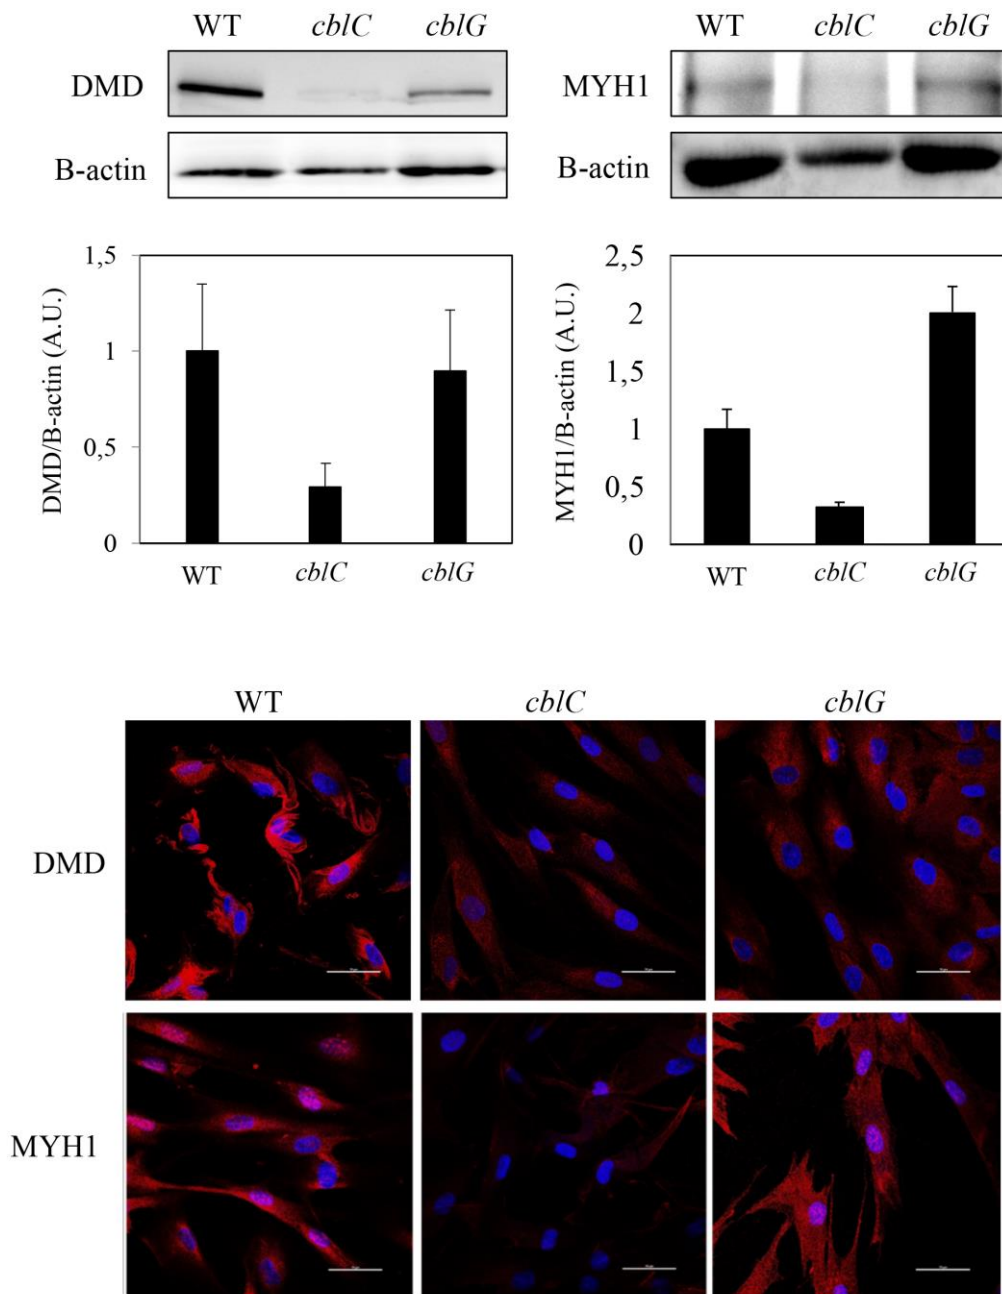 WT cblC cblG
DMD
B-actin
WT cblC cblG
MYH1
B-actin
DMD/B-actin (A.U.)
1,5
1
0,5
0
WT cblC cblG
MYH1/B-actin (A.U.)
2,5
2
1,5
1
0,5
0
WT cblC cblG
WT cblC cblG
DMD
MYH1